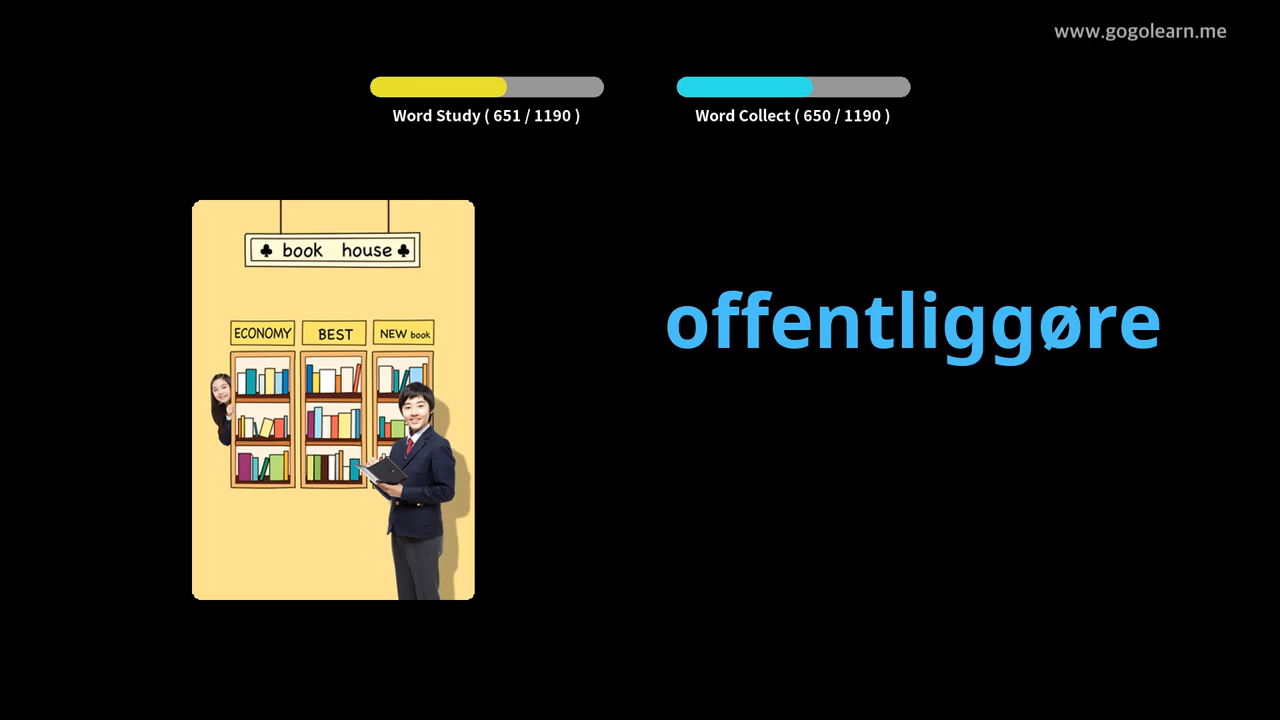 www.gogolearn.me
Word Study ( 651 / 1190 )
Word Collect ( 650 / 1190 )
♣ book house ♣
ECONOMY
BEST
NEW book
offentliggøre